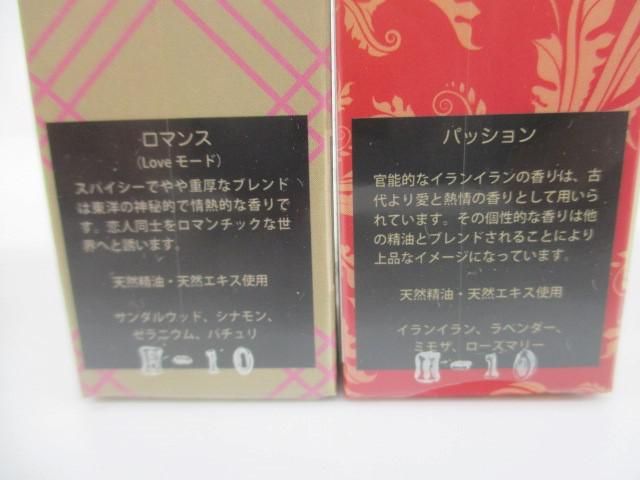 ロマンス
(Love モード)
スパイシーでやや重厚なブレンド
は東洋の神秘的で情熱的な香りで
す。恋人同士をロマンチックな世
界へと誘います。
天然精油・天然エキス使用
サンダルウッド、シナモン、
ゼラニウム、パチュリ
H-10
パッション
官能的なイランイランの香りは、古
代より愛と熱情の香りとして用いら
れています。その個性的な香りは他
の精油とブレンドされることにより
上品なイメージになっています。
天然精油・天然エキス使用
イランイラン、ラベンダー、
ミモザ、ローズマリー
H-10